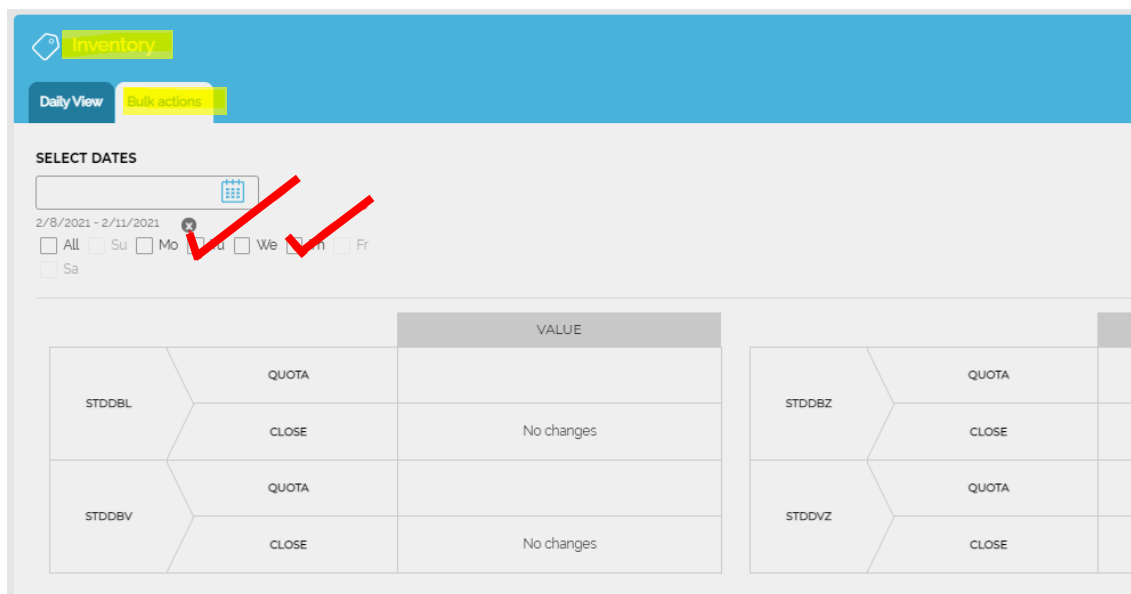 Inventory
Daily View Bulk actions
SELECT DATES
2/8/2021 - 2/11/2021
All Su Mo We Fr
Sa
VALUE
QUOTA QUOTA
STDDBL STDDBZ
CLOSE No changes CLOSE
QUOTA QUOTA
STDDBV STDDVZ
CLOSE No changes CLOSE